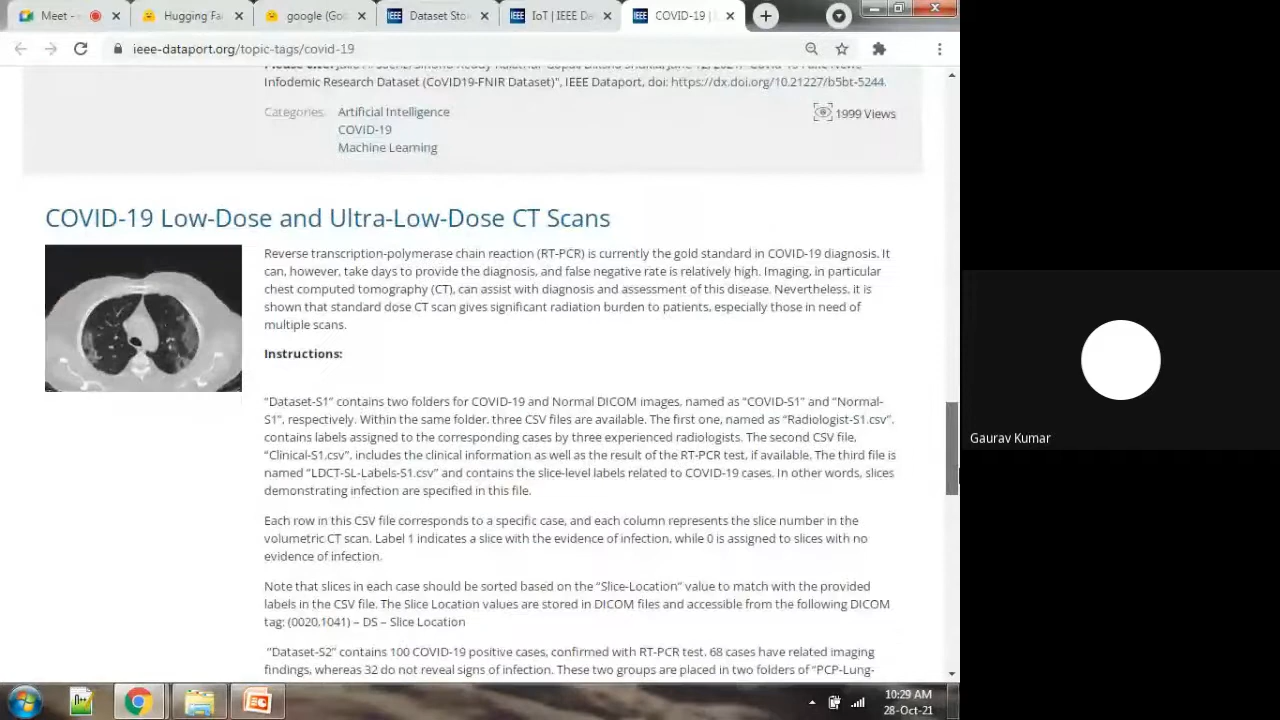 Meet -
Hugging Fa
google (Goo
Dataset Sto
IoT | IEEE Da
COVID-19 |
ieee-dataport.org/topic-tags/covid-19
Infodemic Research Dataset (CoVID19-FNIR Dataset)", IEEE Dataport, doi: https://dx.doi.org/10.21227/b5bt-5244.
Categories:
Artificial Intelligence
1999 Views
COVID-19
Machine Learning
COVID-19 Low-Dose and Ultra-Low-Dose CT Scans
Reverse transcription-polymerase chain reaction (RT-PCR) is currently the gold standard in COVID-19 diagnosis. It
can, however, take days to provide the diagnosis, and false negative rate is relatively high. Imaging, in particular
chest computed tomography (CT), can assist with diagnosis and assessment of this disease. Nevertheless, it is
shown that standard dose CT scan gives significant radiation burden to patients, especially those in need of
multiple scans.
Instructions:
“Dataset-S1” contains two folders for COVID-19 and Normal DICOM images, named as “COVID-S1” and “Normal-
S1”, respectively. Within the same folder, three CSV files are available. The first one, named as “Radiologist-S1.csv”,
contains labels assigned to the corresponding cases by three experienced radiologists. The second CSV file,
“Clinical-S1.csv”, includes the clinical information as well as the result of the RT-PCR test, if available. The third file is
named “LDCT-SL-Labels-S1.csv” and contains the slice-level labels related to COVID-19 cases. In other words, slices
demonstrating infection are specified in this file.
Each row in this CSV file corresponds to a specific case, and each column represents the slice number in the
volumetric CT scan. Label 1 indicates a slice with the evidence of infection, while 0 is assigned to slices with no
evidence of infection.
Note that slices in each case should be sorted based on the “Slice-Location” value to match with the provided
labels in the CSV file. The Slice Location values are stored in DICOM files and accessible from the following DICOM
tag: (0020,1041) – DS – Slice Location
“Dataset-S2” contains 100 COVID-19 positive cases, confirmed with RT-PCR test. 68 cases have related imaging
findings, whereas 32 do not reveal signs of infection. These two groups are placed in two folders of “PCP-Lung-
Gaurav Kumar
10:29 AM
28-Oct-21